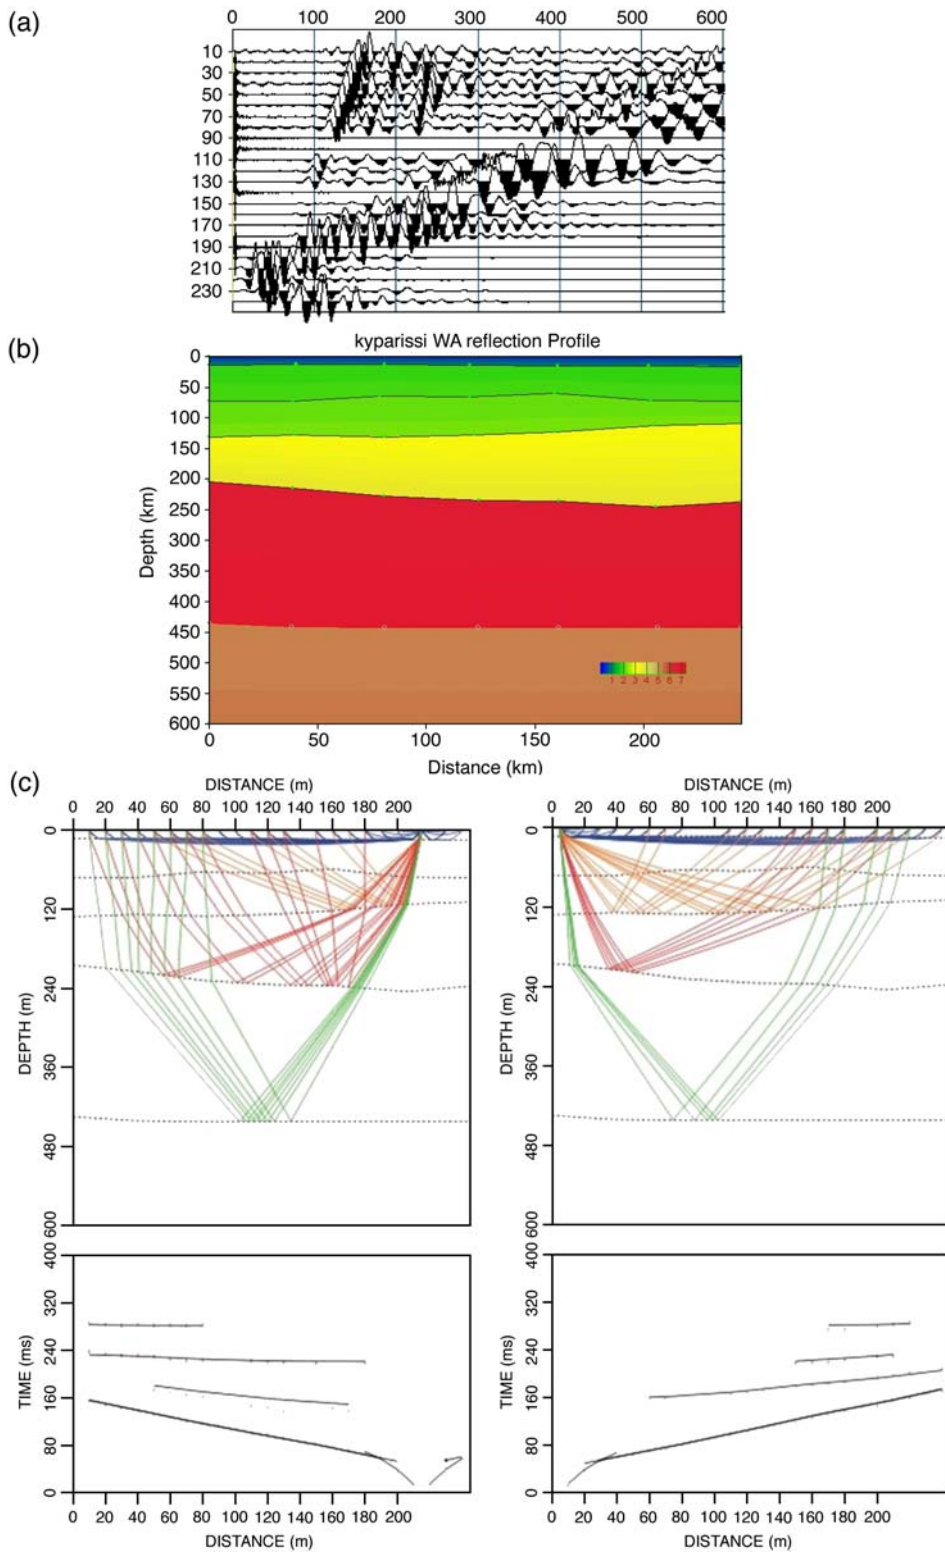 (a)
0 100 200 300 400 500 600
10
30
50
70
90
110
130
150
170
190
210
230
(b)
kyparissi WA reflection Profile
0
50
100
150
200
250
300
350
400
450
500
550
600
Depth (km)
1 2 3 4 5 6 7
0 50 100 150 200
Distance (km)
(c)
DISTANCE (m)
0 20 40 60 80 100 120 140 160 180 200
0
120
240
360
480
600
DEPTH (m)
DISTANCE (m)
0 20 40 60 80 100 120 140 160 180 200
0
120
240
360
480
600
DEPTH (m)
400
320
240
160
80
0
TIME (ms)
0 20 40 60 80 100 120 140 160 180 200
DISTANCE (m)
400
320
240
160
80
0
TIME (ms)
0 20 40 60 80 100 120 140 160 180 200
DISTANCE (m)